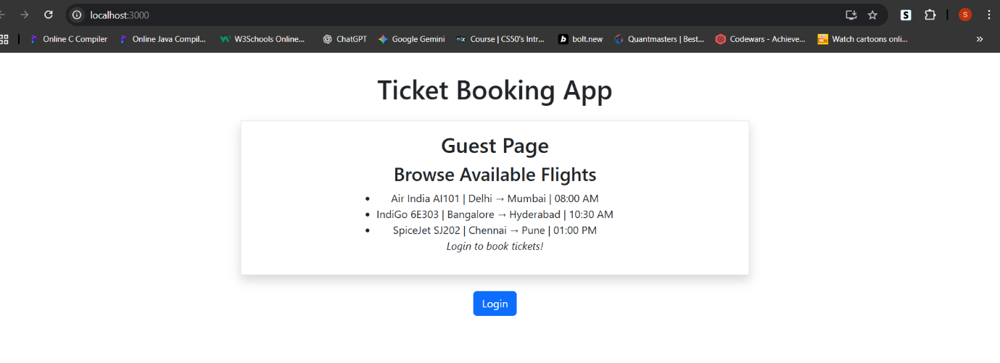 localhost:3000
S
S
Online C Compiler
Online Java Compil...
W3Schools Online...
ChatGPT
Google Gemini
edX
Course | CS50's Intr...
b
bolt.new
Quantmasters | Best...
Codewars - Achieve...
Watch cartoons onli...
»
Ticket Booking App
Guest Page
Browse Available Flights
• Air India AI101 | Delhi → Mumbai | 08:00 AM
• IndiGo 6E303 | Bangalore → Hyderabad | 10:30 AM
• SpiceJet SJ202 | Chennai → Pune | 01:00 PM
Login to book tickets!
Login